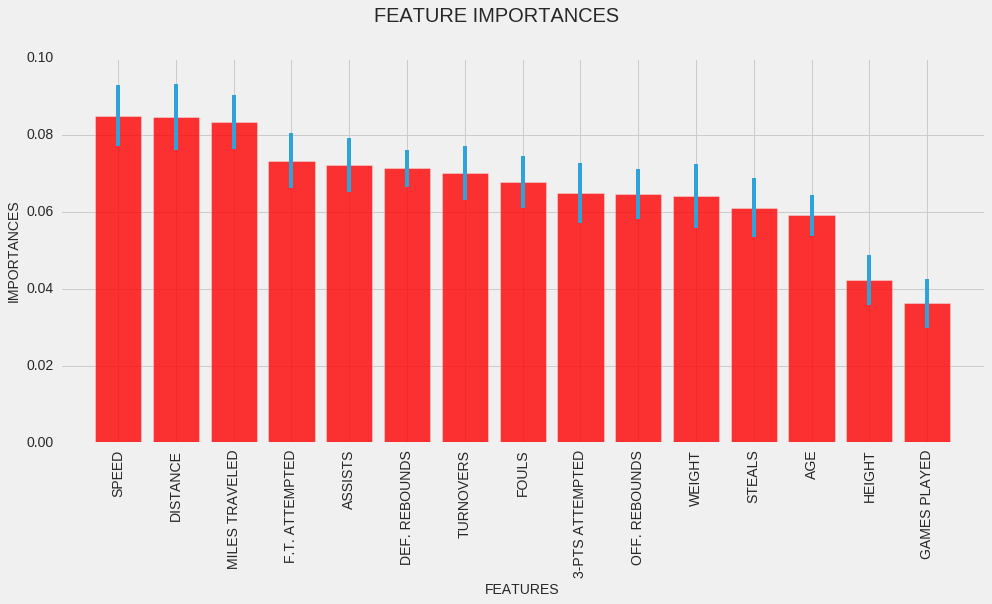 FEATURE IMPORTANCES
IMPORTANCES
0.10
0.08
0.06
0.04
0.02
0.00
SPEED
DISTANCE
MILES TRAVELED
F.T. ATTEMPTED
ASSISTS
DEF. REBOUNDS
TURNOVERS
FOULS
3-PTS ATTEMPTED
OFF. REBOUNDS
WEIGHT
STEALS
AGE
HEIGHT
GAMES PLAYED
FEATURES